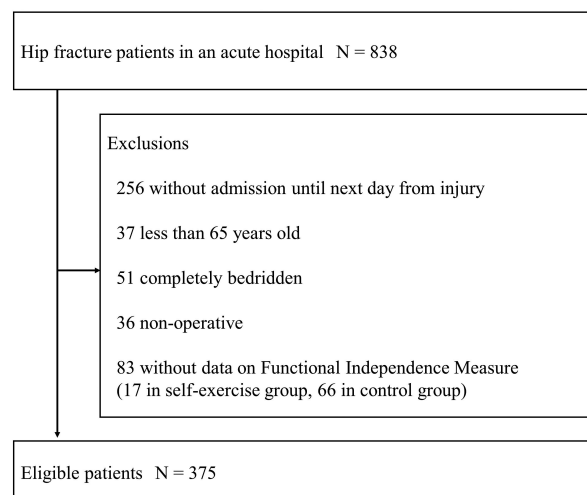 Hip fracture patients in an acute hospital N = 838
Exclusions
256 without admission until next day from injury
37 less than 65 years old
51 completely bedridden
36 non-operative
83 without data on Functional Independence Measure
(17 in self-exercise group, 66 in control group)
Eligible patients N = 375